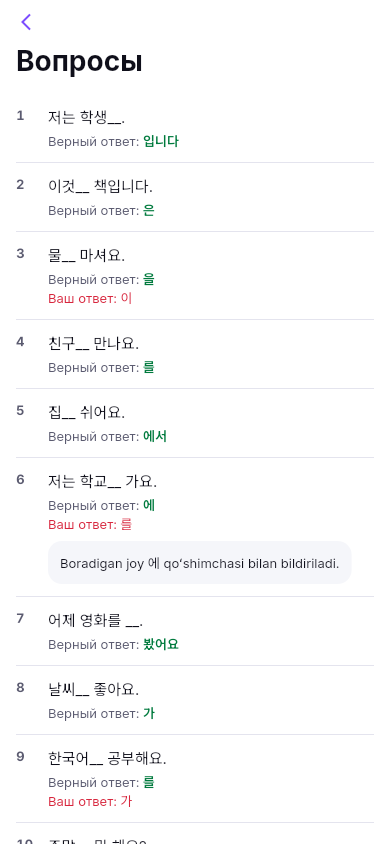 Вопросы
1 저는 학생__.
Верный ответ: 입니다
2 이것__ 책입니다.
Верный ответ: 은
3 물__ 마셔요.
Верный ответ: 을
Ваш ответ: 이
4 친구__ 만나요.
Верный ответ: 를
5 집__ 쉬어요.
Верный ответ: 에서
6 저는 학교__ 가요.
Верный ответ: 에
Ваш ответ: 를
Boradigan joy 에 qoʻshimchasi bilan bildiriladi.
7 어제 영화를 __.
Верный ответ: 봤어요
8 날씨__ 좋아요.
Верный ответ: 가
9 한국어__ 공부해요.
Верный ответ: 를
Ваш ответ: 가
10